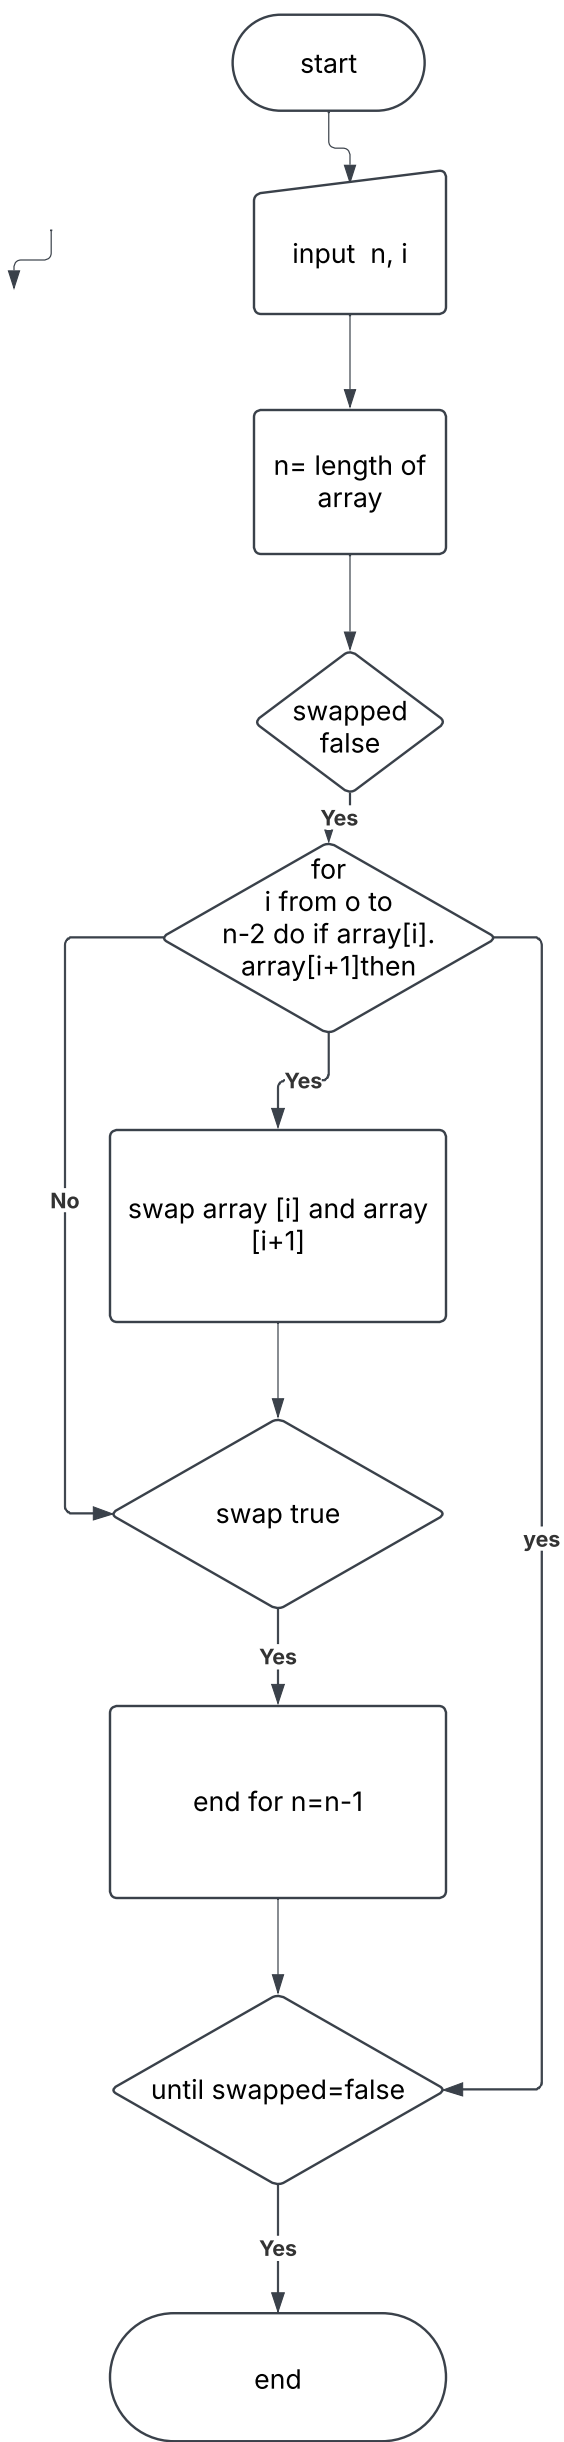 start
input  n, i
n= length of
array
swapped
false
Yes
for
i from o to
n-2 do if array[i].
array[i+1]then
Yes
No
swap array [i] and array
[i+1]
swap true
yes
Yes
end for n=n-1
until swapped=false
Yes
end